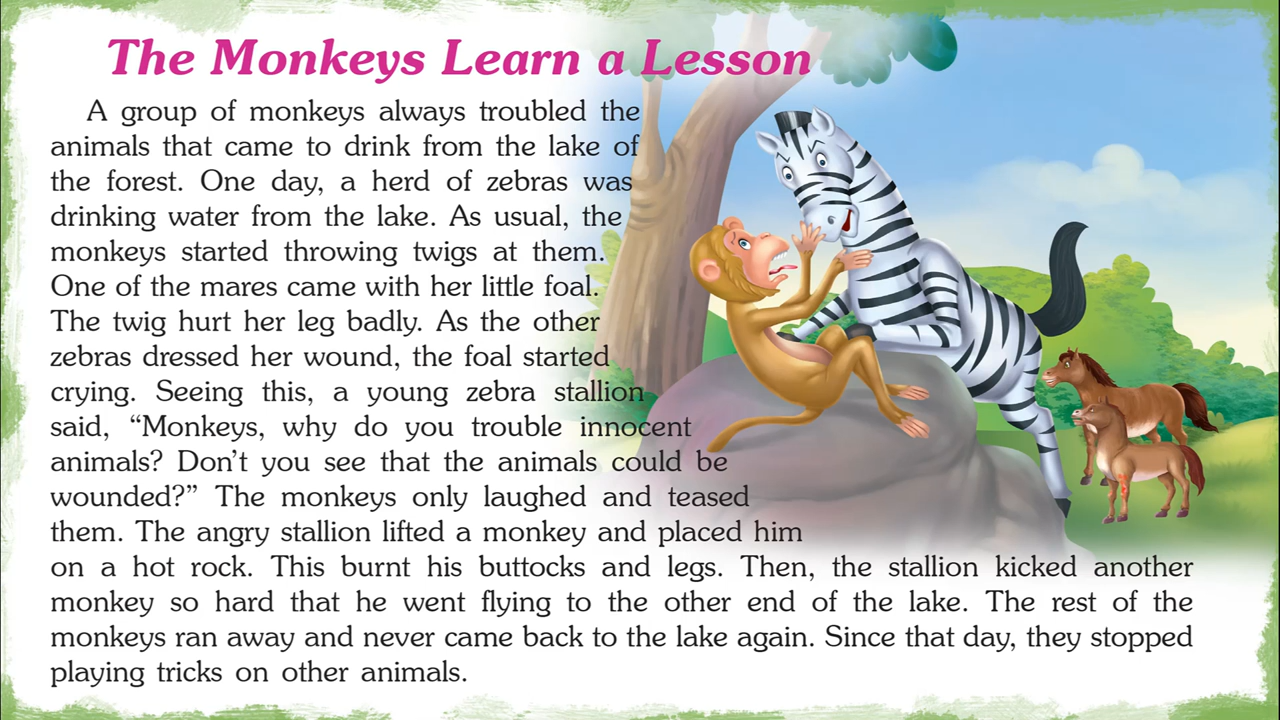 The Monkeys Learn a Lesson
A group of monkeys always troubled the
animals that came to drink from the lake of
the forest. One day, a herd of zebras was
drinking water from the lake. As usual, the
monkeys started throwing twigs at them.
One of the mares came with her little foal.
The twig hurt her leg badly. As the other
zebras dressed her wound, the foal started
crying. Seeing this, a young zebra stallion
said, “Monkeys, why do you trouble innocent
animals? Don’t you see that the animals could be
wounded?” The monkeys only laughed and teased
them. The angry stallion lifted a monkey and placed him
on a hot rock. This burnt his buttocks and legs. Then, the stallion kicked another
monkey so hard that he went flying to the other end of the lake. The rest of the
monkeys ran away and never came back to the lake again. Since that day, they stopped
playing tricks on other animals.